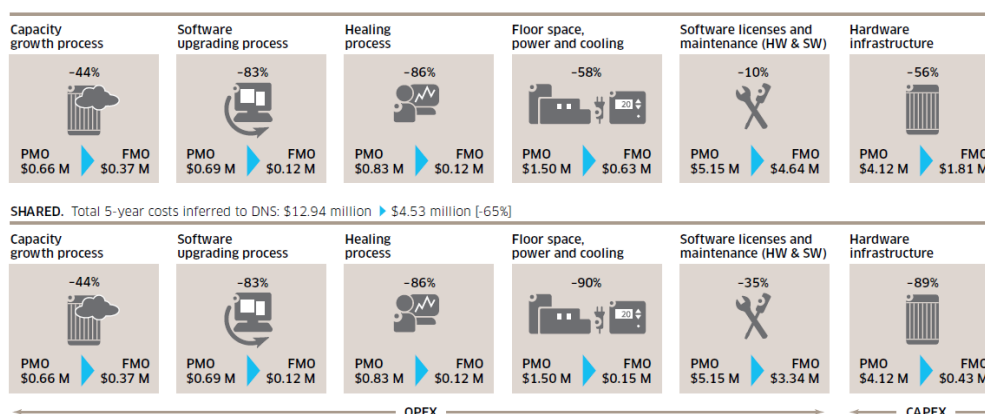 Capacity
growth process
Software
upgrading process
Healing
process
Floor space,
power and cooling
Software licenses and
maintenance (HW & SW)
Hardware
infrastructure
–44%
–83%
–86%
–58%
–10%
–56%
20
PMO FMO
$0.66 M $0.37 M
PMO FMO
$0.69 M $0.12 M
PMO FMO
$0.83 M $0.12 M
PMO FMO
$1.50 M $0.63 M
PMO FMO
$5.15 M $4.64 M
PMO FMO
$4.12 M $1.81 M
SHARED. Total 5-year costs inferred to DNS: $12.94 million $4.53 million [-65%]
Capacity
growth process
Software
upgrading process
Healing
process
Floor space,
power and cooling
Software licenses and
maintenance (HW & SW)
Hardware
infrastructure
–44%
–83%
–86%
–90%
–35%
–89%
20
PMO FMO
$0.66 M $0.37 M
PMO FMO
$0.69 M $0.12 M
PMO FMO
$0.83 M $0.12 M
PMO FMO
$1.50 M $0.15 M
PMO FMO
$5.15 M $3.34 M
PMO FMO
$4.12 M $0.43 M
OPEX CAPEX